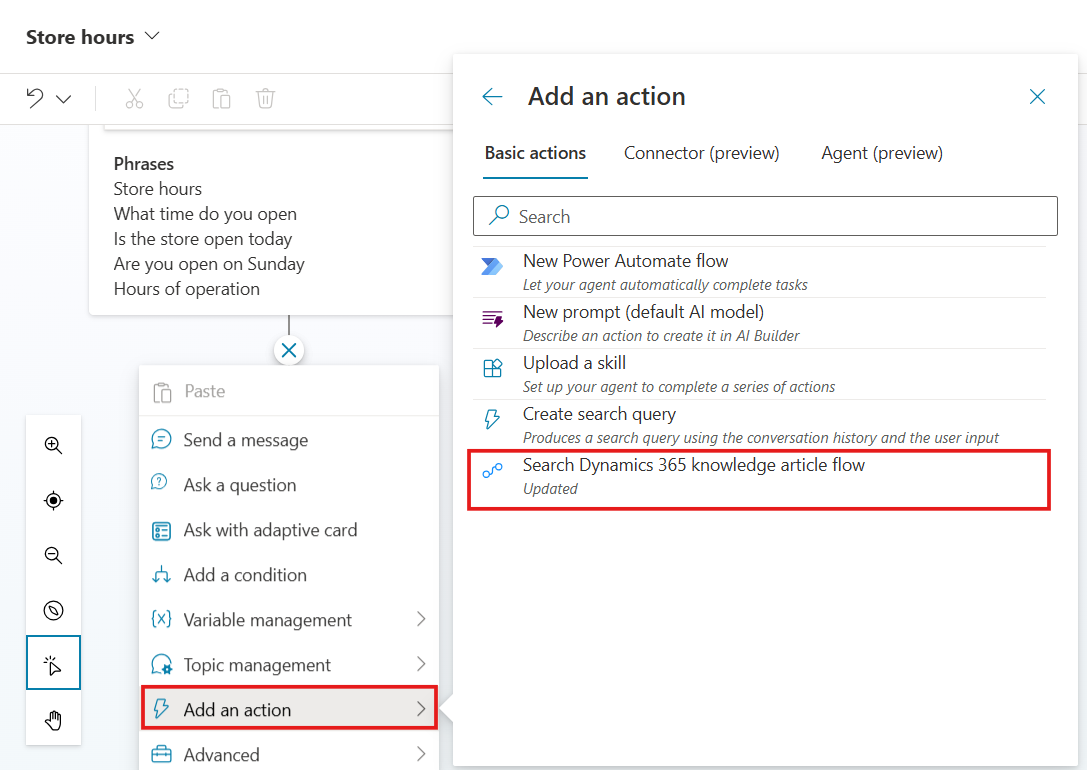 Store hours
Phrases
Store hours
What time do you open
Is the store open today
Are you open on Sunday
Hours of operation
Paste
Send a message
Ask a question
Ask with adaptive card
Add a condition
Variable management
Topic management
Add an action
Advanced
Add an action
Basic actions Connector (preview) Agent (preview)
Search
New Power Automate flow
Let your agent automatically complete tasks
New prompt (default AI model)
Describe an action to create it in AI Builder
Upload a skill
Set up your agent to complete a series of actions
Create search query
Produces a search query using the conversation history and the user input
Search Dynamics 365 knowledge article flow
Updated